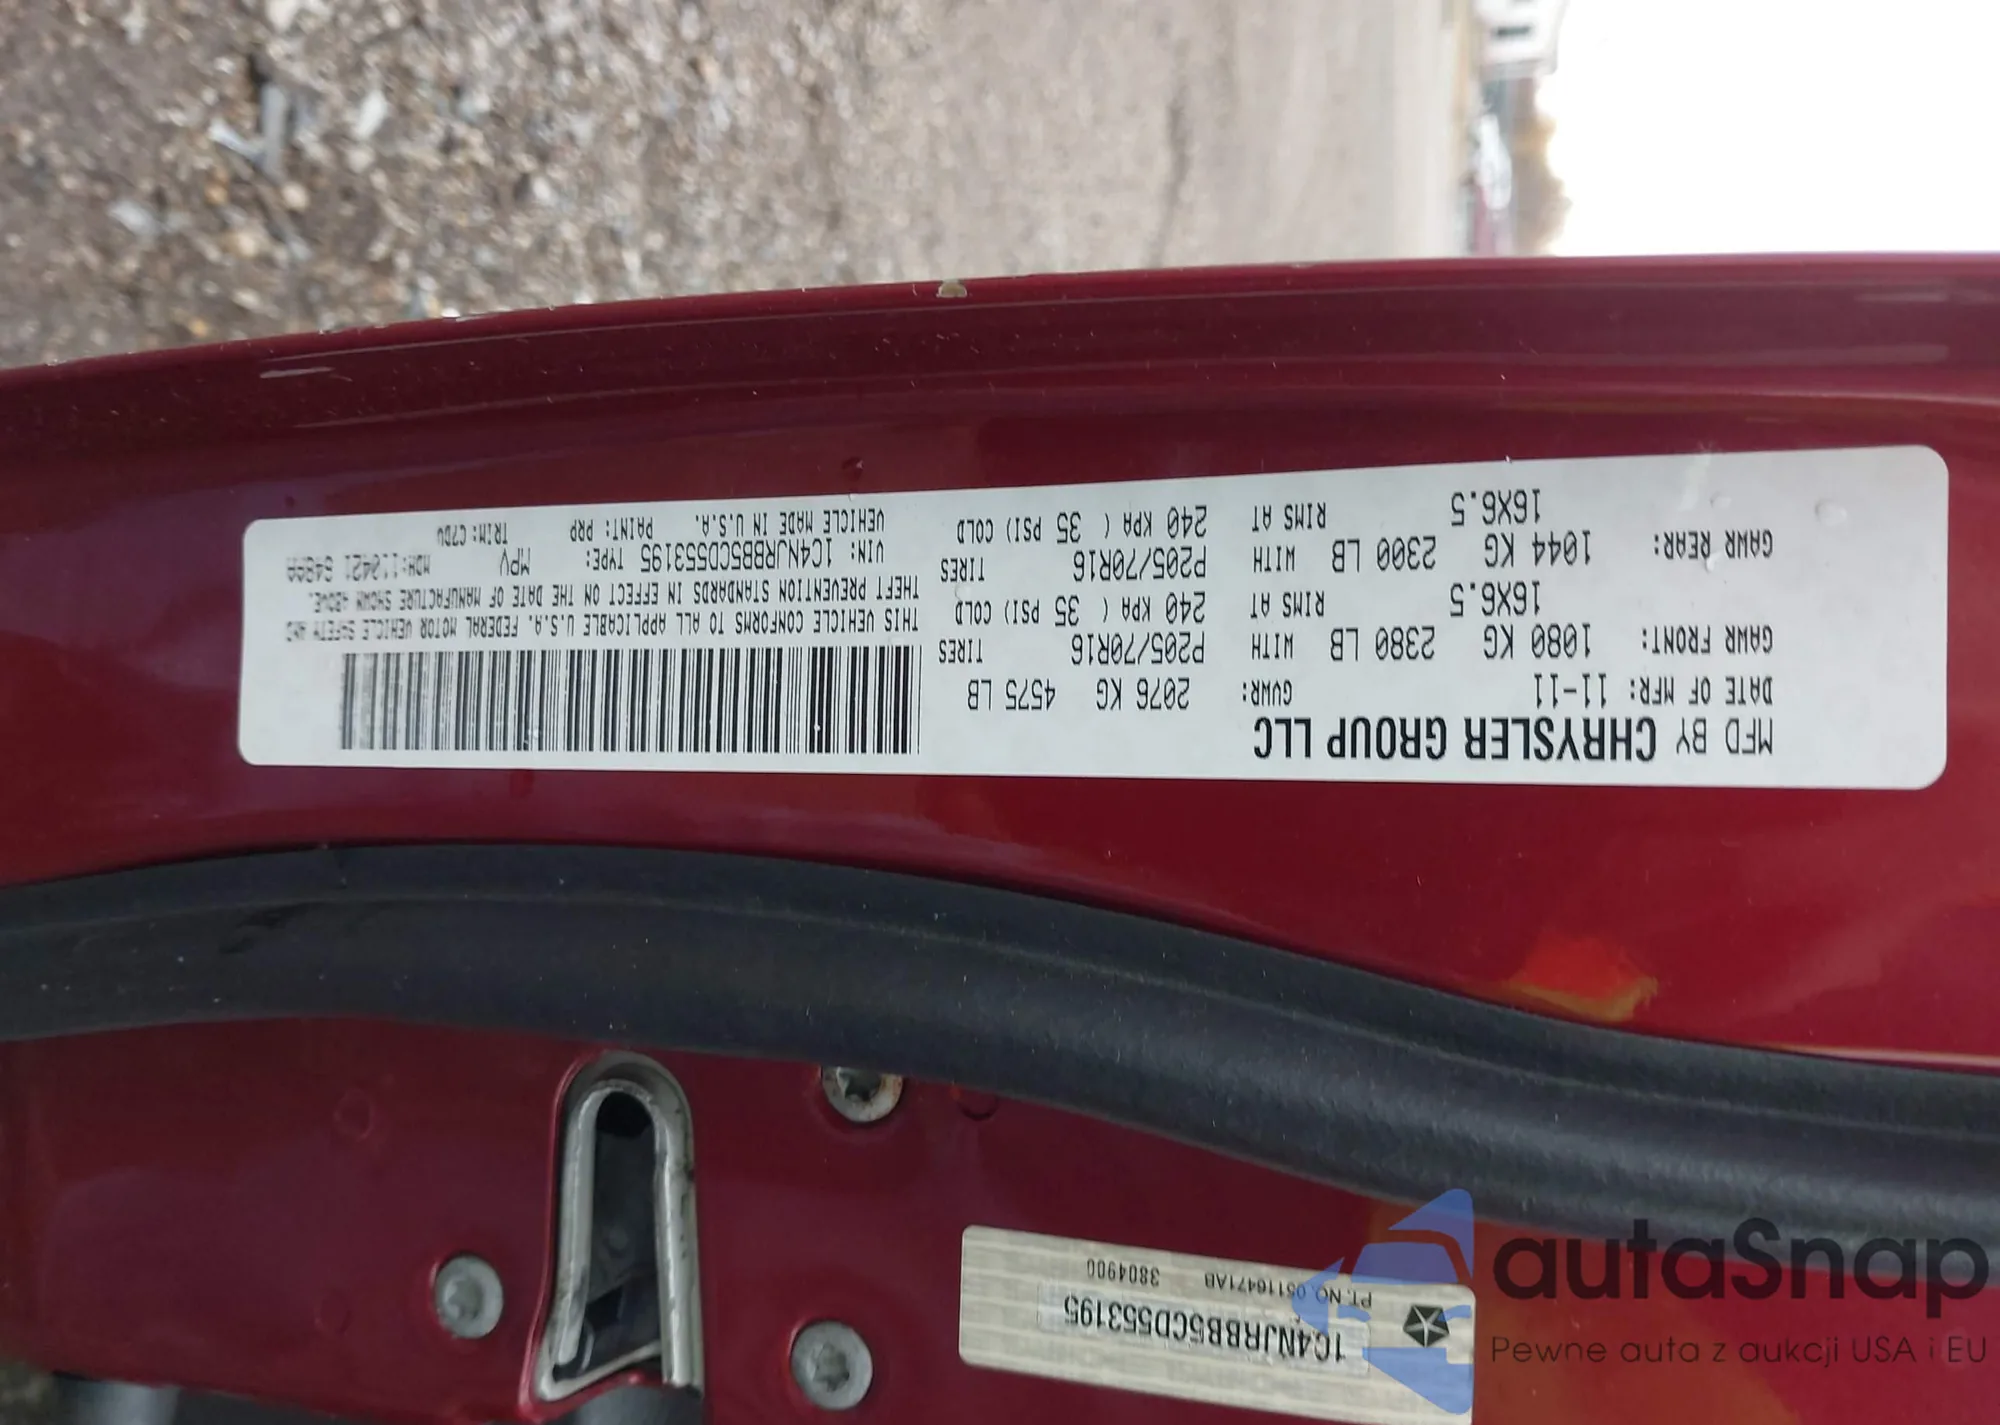 MFD BY CHRYSLER GROUP LLC
DATE OF MFR: 11-11 GVWR: 2076 KG 4575 LB
GAWR FRONT: 1080 KG 2380 LB WITH P205/70R16 TIRES
16X6.5 RIMS AT 240 KPA ( 35 PSI) COLD
GAWR REAR: 1044 KG 2300 LB WITH P205/70R16 TIRES
16X6.5 RIMS AT 240 KPA ( 35 PSI) COLD
THIS VEHICLE CONFORMS TO ALL APPLICABLE U.S.A. FEDERAL MOTOR VEHICLE SAFETY AND
THEFT PREVENTION STANDARDS IN EFFECT ON THE DATE OF MANUFACTURE SHOWN ABOVE.
VIN: 1C4NJRBB5CD553195 TYPE: MPV MDH:110421
VEHICLE MADE IN U.S.A. PAINT: PRP TRIM: C7DV
1C4NJRBB5CD553195
PT. NO. 05116471AB 3804900
autaSnap
Pewne auta z aukcji USA i EU